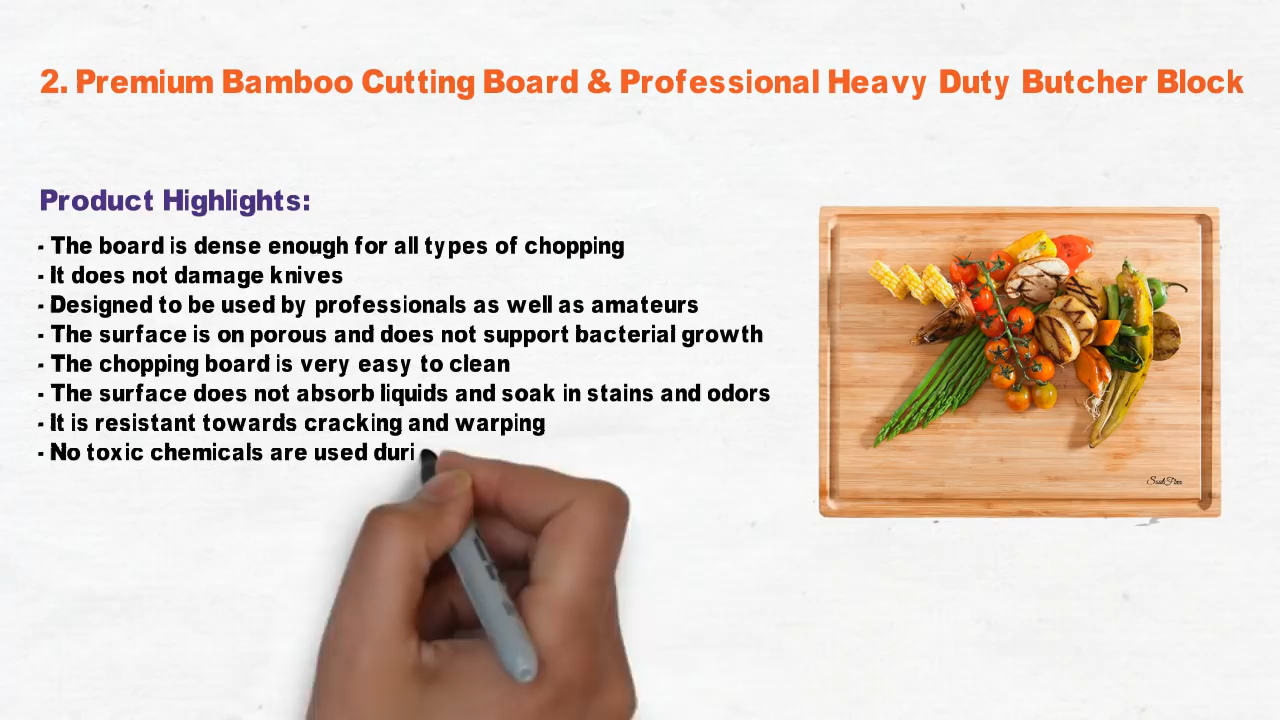 2. Premium Bamboo Cutting Board & Professional Heavy Duty Butcher Block
Product Highlights:
- The board is dense enough for all types of chopping
- It does not damage knives
- Designed to be used by professionals as well as amateurs
- The surface is on porous and does not support bacterial growth
- The chopping board is very easy to clean
- The surface does not absorb liquids and soak in stains and odors
- It is resistant towards cracking and warping
- No toxic chemicals are used duri